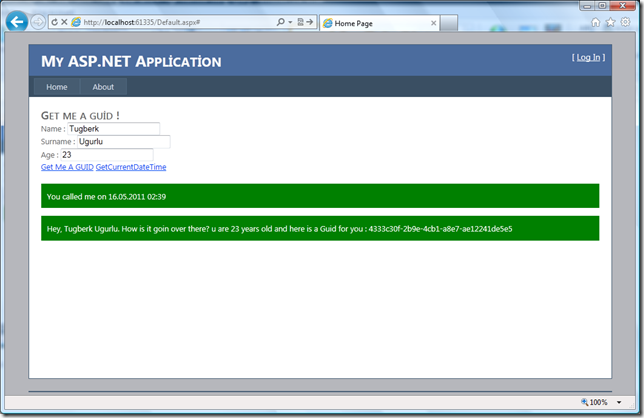 http://localhost:61335/Default.aspx#
Home Page
My ASP.NET Application
[ Log In ]
Home
About
Get me a guid !
Name : Tugberk
Surname : Ugurlu
Age : 23
Get Me A GUID GetCurrentDateTime
You called me on 16.05.2011 02:39
Hey, Tugberk Ugurlu. How is it goin over there? u are 23 years old and here is a Guid for you : 4333c30f-2b9e-4cb1-a8e7-ae12241de5e5
100%